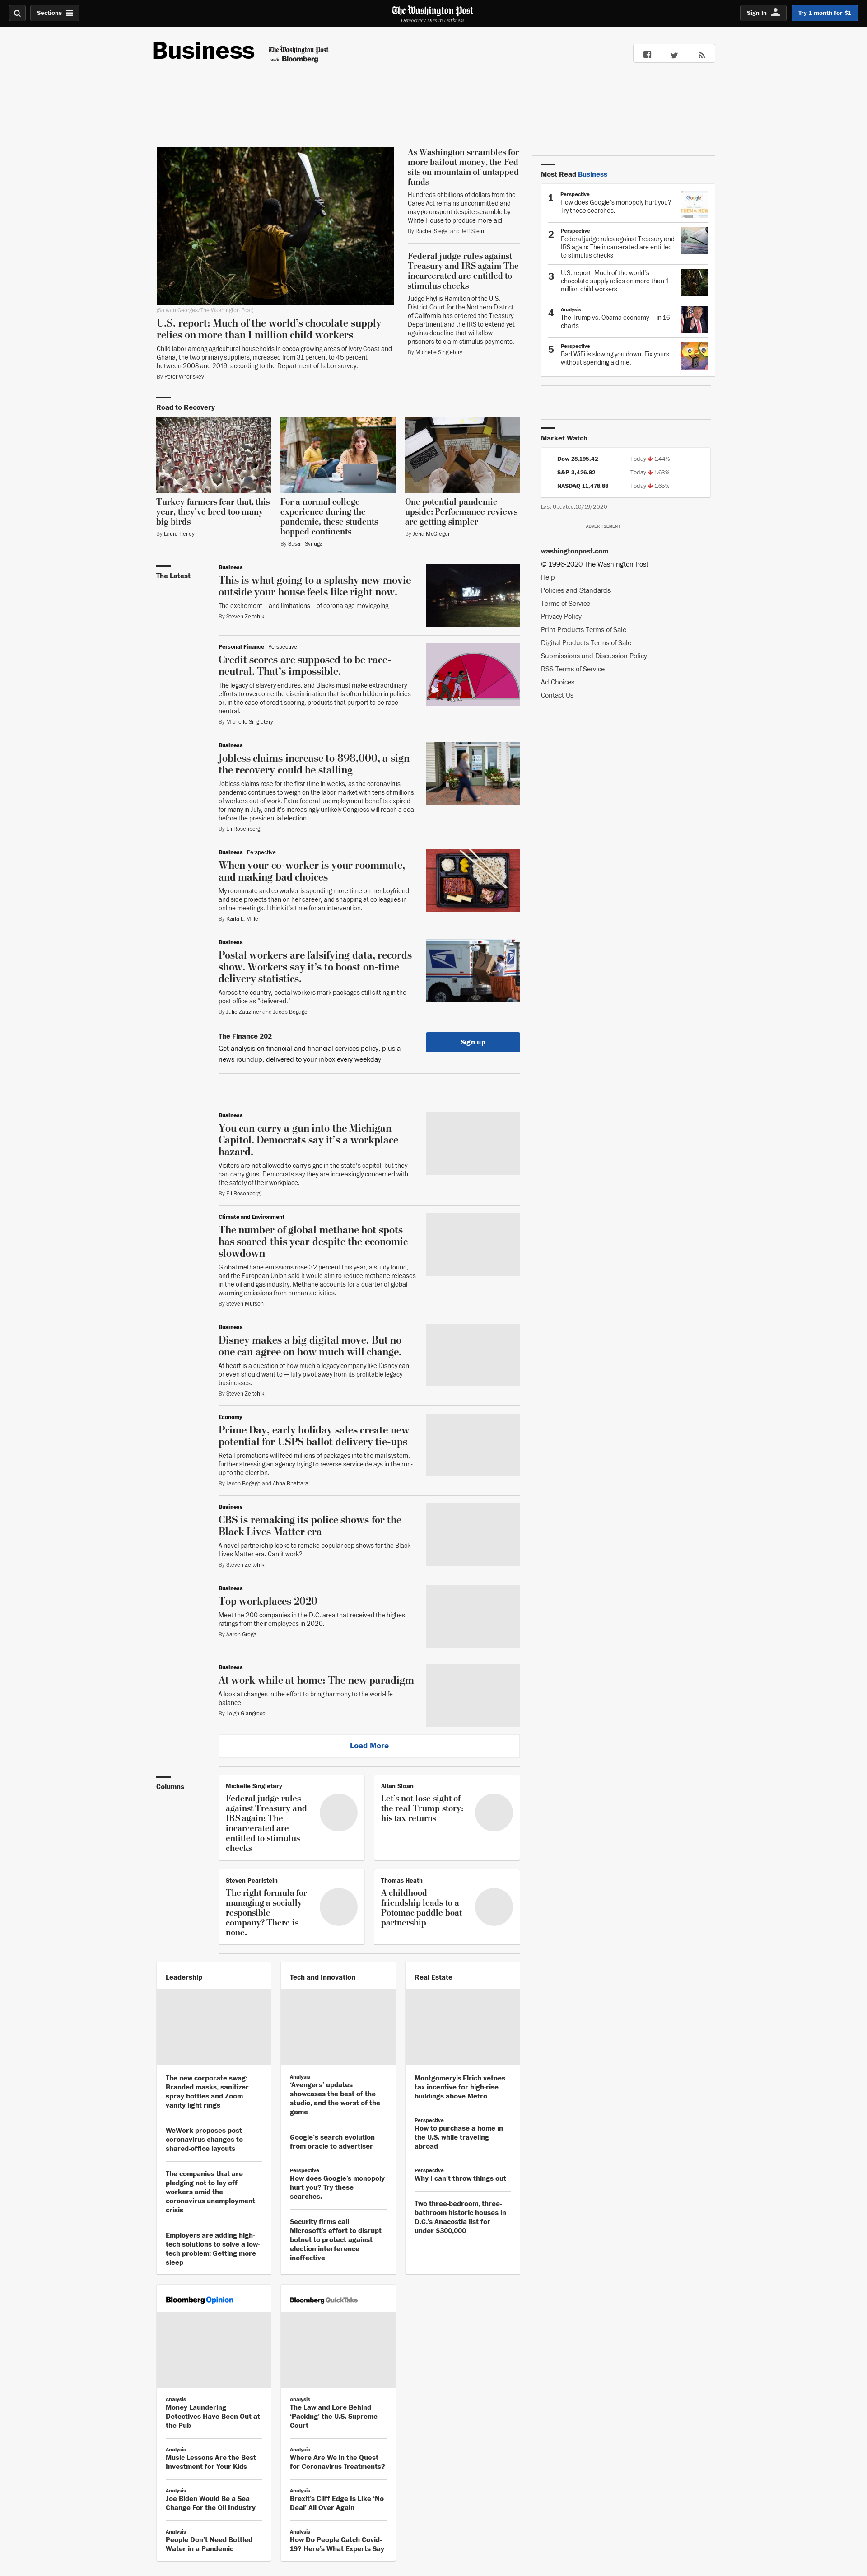 Sections
The Washington Post
Democracy Dies in Darkness
Sign In
Try 1 month for $1
Business
The Washington Post
with Bloomberg
(Salwan Georges/The Washington Post)
U.S. report: Much of the world's chocolate supply
relies on more than 1 million child workers
Child labor among agricultural households in cocoa-growing areas of Ivory Coast and
Ghana, the two primary suppliers, increased from 31 percent to 45 percent
between 2008 and 2019, according to the Department of Labor survey.
By Peter Whoriskey
As Washington scrambles for
more bailout money, the Fed
sits on mountain of untapped
funds
Hundreds of billions of dollars from the
Cares Act remains uncommitted and
may go unspent despite scramble by
White House to produce more aid.
By Rachel Siegel and Jeff Stein
Federal judge rules against
Treasury and IRS again: The
incarcerated are entitled to
stimulus checks
Judge Phyllis Hamilton of the U.S.
District Court for the Northern District
of California has ordered the Treasury
Department and the IRS to extend yet
again a deadline that will allow
prisoners to claim stimulus payments.
By Michelle Singletary
Road to Recovery
Turkey farmers fear that, this
year, they've bred too many
big birds
By Laura Reiley
For a normal college
experience during the
pandemic, these students
hopped continents
By Susan Svrluga
One potential pandemic
upside: Performance reviews
are getting simpler
By Jena McGregor
The Latest
Business
This is what going to a splashy new movie
outside your house feels like right now.
The excitement – and limitations – of corona-age moviegoing
By Steven Zeitchik
Personal Finance Perspective
Credit scores are supposed to be race-
neutral. That's impossible.
The legacy of slavery endures, and Blacks must make extraordinary
efforts to overcome the discrimination that is often hidden in policies
or, in the case of credit scoring, products that purport to be race-
neutral.
By Michelle Singletary
Business
Jobless claims increase to 898,000, a sign
the recovery could be stalling
Jobless claims rose for the first time in weeks, as the coronavirus
pandemic continues to weigh on the labor market with tens of millions
of workers out of work. Extra federal unemployment benefits expired
for many in July, and it's increasingly unlikely Congress will reach a deal
before the presidential election.
By Eli Rosenberg
Business Perspective
When your co-worker is your roommate,
and making bad choices
My roommate and co-worker is spending more time on her boyfriend
and side projects than on her career, and snapping at colleagues in
online meetings. I think it's time for an intervention.
By Karla L. Miller
Business
Postal workers are falsifying data, records
show. Workers say it's to boost on-time
delivery statistics.
Across the country, postal workers mark packages still sitting in the
post office as "delivered."
By Julie Zauzmer and Jacob Bogage
The Finance 202
Get analysis on financial and financial-services policy, plus a
news roundup, delivered to your inbox every weekday.
Sign up
Business
You can carry a gun into the Michigan
Capitol. Democrats say it's a workplace
hazard.
Visitors are not allowed to carry signs in the state's capitol, but they
can carry guns. Democrats say they are increasingly concerned with
the safety of their workplace.
By Eli Rosenberg
Climate and Environment
The number of global methane hot spots
has soared this year despite the economic
slowdown
Global methane emissions rose 32 percent this year, a study found,
and the European Union said it would aim to reduce methane releases
in the oil and gas industry. Methane accounts for a quarter of global
warming emissions from human activities.
By Steven Mufson
Business
Disney makes a big digital move. But no
one can agree on how much will change.
At heart is a question of how much a legacy company like Disney can —
or even should want to — fully pivot away from its profitable legacy
businesses.
By Steven Zeitchik
Economy
Prime Day, early holiday sales create new
potential for USPS ballot delivery tie-ups
Retail promotions will feed millions of packages into the mail system,
further stressing an agency trying to reverse service delays in the run-
up to the election.
By Jacob Bogage and Abha Bhattarai
Business
CBS is remaking its police shows for the
Black Lives Matter era
A novel partnership looks to remake popular cop shows for the Black
Lives Matter era. Can it work?
By Steven Zeitchik
Business
Top workplaces 2020
Meet the 200 companies in the D.C. area that received the highest
ratings from their employees in 2020.
By Aaron Gregg
Business
At work while at home: The new paradigm
A look at changes in the effort to bring harmony to the work-life
balance
By Leigh Giangreco
Load More
Columns
Michelle Singletary
Federal judge rules
against Treasury and
IRS again: The
incarcerated are
entitled to stimulus
checks
Allan Sloan
Let's not lose sight of
the real Trump story:
his tax returns
Steven Pearlstein
The right formula for
managing a socially
responsible
company? There is
none.
Thomas Heath
A childhood
friendship leads to a
Potomac paddle boat
partnership
Leadership
The new corporate swag:
Branded masks, sanitizer
spray bottles and Zoom
vanity light rings
WeWork proposes post-
coronavirus changes to
shared-office layouts
The companies that are
pledging not to lay off
workers amid the
coronavirus unemployment
crisis
Employers are adding high-
tech solutions to solve a low-
tech problem: Getting more
sleep
Tech and Innovation
Analysis
'Avengers' updates
showcases the best of the
studio, and the worst of the
game
Google's search evolution
from oracle to advertiser
Perspective
How does Google's monopoly
hurt you? Try these
searches.
Security firms call
Microsoft's effort to disrupt
botnet to protect against
election interference
ineffective
Real Estate
Montgomery's Elrich vetoes
tax incentive for high-rise
buildings above Metro
Perspective
How to purchase a home in
the U.S. while traveling
abroad
Perspective
Why I can't throw things out
Two three-bedroom, three-
bathroom historic houses in
D.C.'s Anacostia list for
under $300,000
Bloomberg Opinion
Analysis
Money Laundering
Detectives Have Been Out at
the Pub
Analysis
Music Lessons Are the Best
Investment for Your Kids
Analysis
Joe Biden Would Be a Sea
Change For the Oil Industry
Analysis
People Don't Need Bottled
Water in a Pandemic
Bloomberg QuickTake
Analysis
The Law and Lore Behind
'Packing' the U.S. Supreme
Court
Analysis
Where Are We in the Quest
for Coronavirus Treatments?
Analysis
Brexit's Cliff Edge Is Like 'No
Deal' All Over Again
Analysis
How Do People Catch Covid-
19? Here's What Experts Say
Most Read Business
1
Perspective
How does Google's monopoly hurt you?
Try these searches.
2
Perspective
Federal judge rules against Treasury and
IRS again: The incarcerated are entitled
to stimulus checks
3
U.S. report: Much of the world's
chocolate supply relies on more than 1
million child workers
4
Analysis
The Trump vs. Obama economy — in 16
charts
5
Perspective
Bad WiFi is slowing you down. Fix yours
without spending a dime.
Google
Market Watch
Dow 28,195.42 Today 1.44%
S&P 3,426.92 Today 1.63%
NASDAQ 11,478.88 Today 1.65%
Last Updated:10/19/2020
ADVERTISEMENT
washingtonpost.com
© 1996-2020 The Washington Post
Help
Policies and Standards
Terms of Service
Privacy Policy
Print Products Terms of Sale
Digital Products Terms of Sale
Submissions and Discussion Policy
RSS Terms of Service
Ad Choices
Contact Us